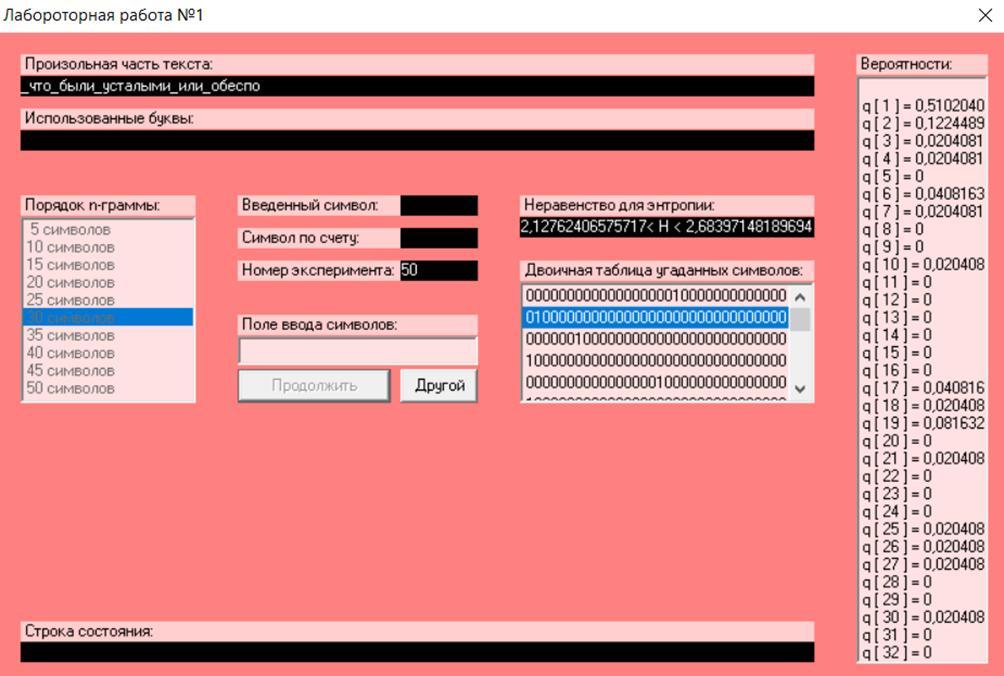 Лабороторная работа №1
Произольная часть текста:
_что_были_усталыми_или_обеспо
Использованные буквы:
Порядок n-граммы:
5 символов
10 символов
15 символов
20 символов
25 символов
30 символов
35 символов
40 символов
45 символов
50 символов
Введенный символ:
Символ по счету:
Номер эксперимента: 50
Поле ввода символов:
Продолжить
Другой
Неравенство для энтропии:
2,12762406575717< H < 2,68397148189694
Двоичная таблица угаданных символов:
00000000000000000010000000000000
01000000000000000000000000000000
00000010000000000000000000000000
10000000000000000000000000000000
00000000000000001000000000000000
Строка состояния:
Вероятности:
q [ 1 ] = 0,5102040
q [ 2 ] = 0,1224489
q [ 3 ] = 0,0204081
q [ 4 ] = 0,0204081
q [ 5 ] = 0
q [ 6 ] = 0,0408163
q [ 7 ] = 0,0204081
q [ 8 ] = 0
q [ 9 ] = 0
q [ 10 ] = 0,020408
q [ 11 ] = 0
q [ 12 ] = 0
q [ 13 ] = 0
q [ 14 ] = 0
q [ 15 ] = 0
q [ 16 ] = 0
q [ 17 ] = 0,040816
q [ 18 ] = 0,020408
q [ 19 ] = 0,081632
q [ 20 ] = 0
q [ 21 ] = 0,020408
q [ 22 ] = 0
q [ 23 ] = 0
q [ 24 ] = 0
q [ 25 ] = 0,020408
q [ 26 ] = 0,020408
q [ 27 ] = 0,020408
q [ 28 ] = 0
q [ 29 ] = 0
q [ 30 ] = 0,020408
q [ 31 ] = 0
q [ 32 ] = 0